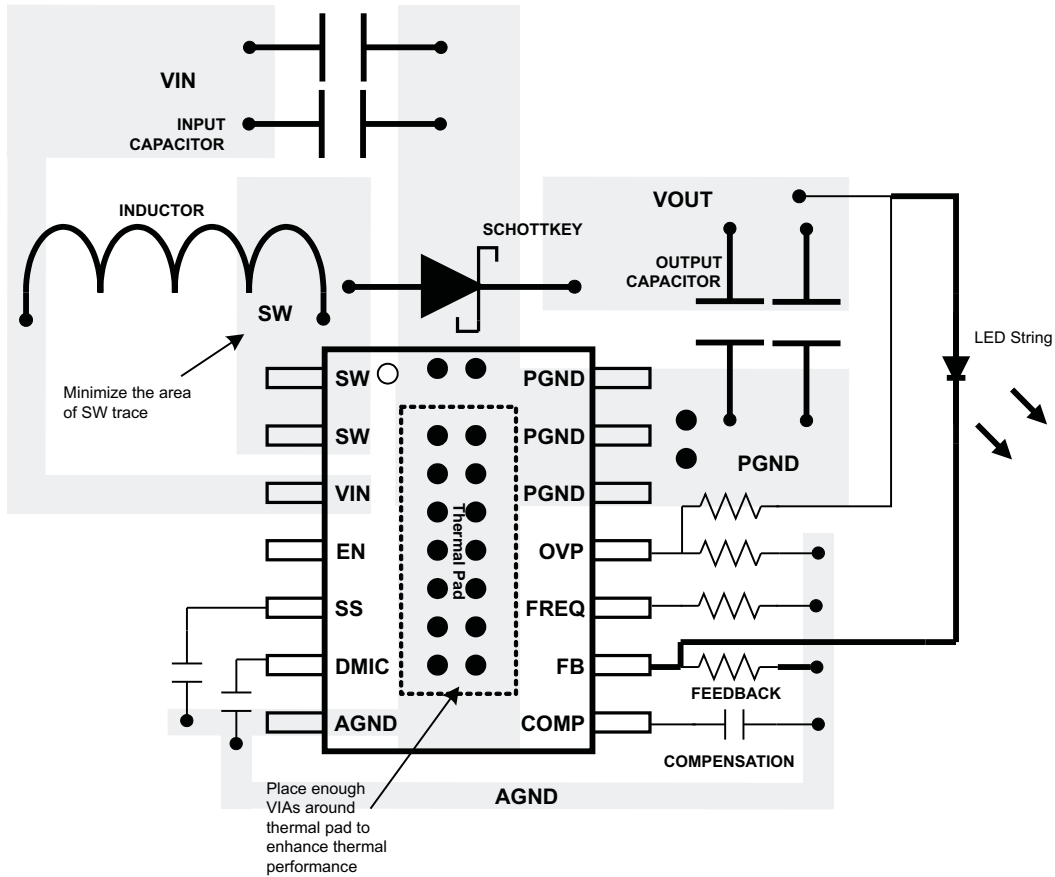 VIN
INPUT
CAPACITOR
INDUCTOR
SW
Minimize the area
of SW trace
SCHOTTKEY
VOUT
OUTPUT
CAPACITOR
LED String
SW
SW
VIN
EN
SS
DMIC
AGND
Thermal Pad
PGND
PGND
PGND
OVP
FREQ
FB
COMP
PGND
FEEDBACK
COMPENSATION
AGND
Place enough
VIAs around
thermal pad to
enhance thermal
performance